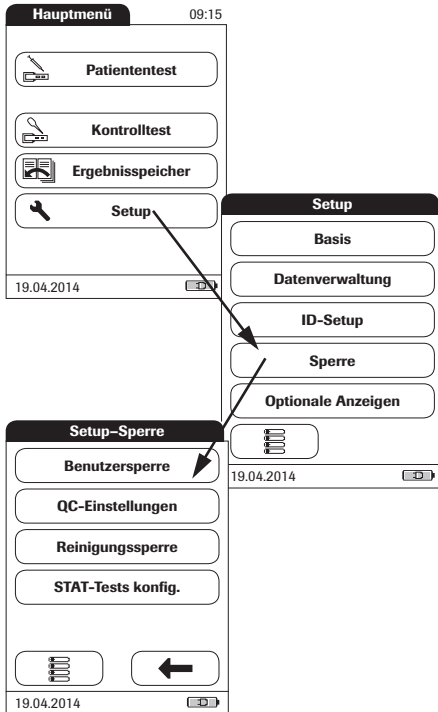 Hauptmenü 09:15
Patiententest
Kontrolltest
Ergebnisspeicher
Setup
19.04.2014
Setup
Basis
Datenverwaltung
ID-Setup
Sperre
Optionale Anzeigen
19.04.2014
Setup–Sperre
Benutzersperre
QC-Einstellungen
Reinigungssperre
STAT-Tests konfig.
19.04.2014